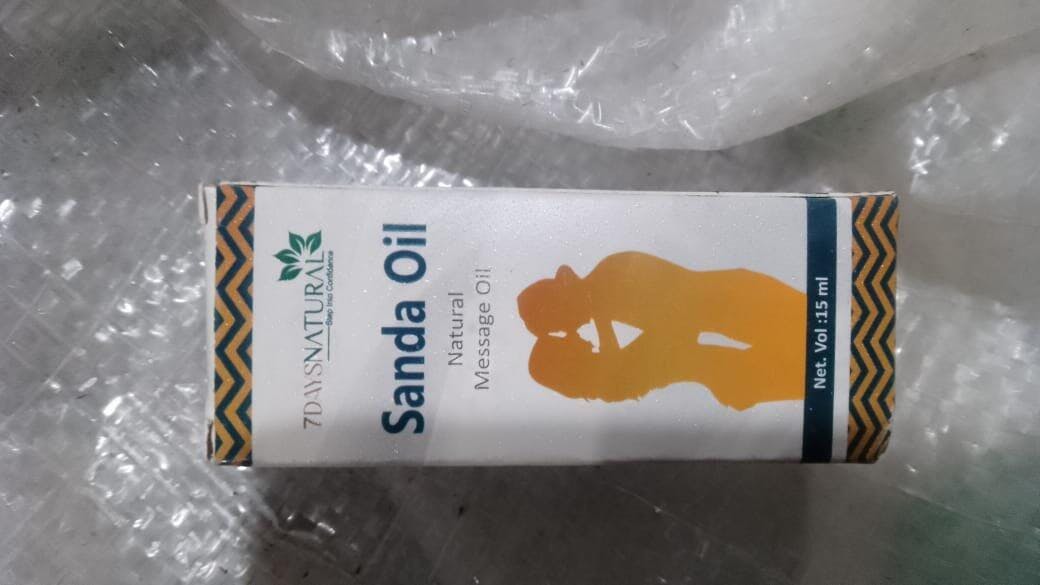 7DAYSNATURAL
Step Into Confidence
Sanda Oil
Natural
Message Oil
Net. Vol :15 ml